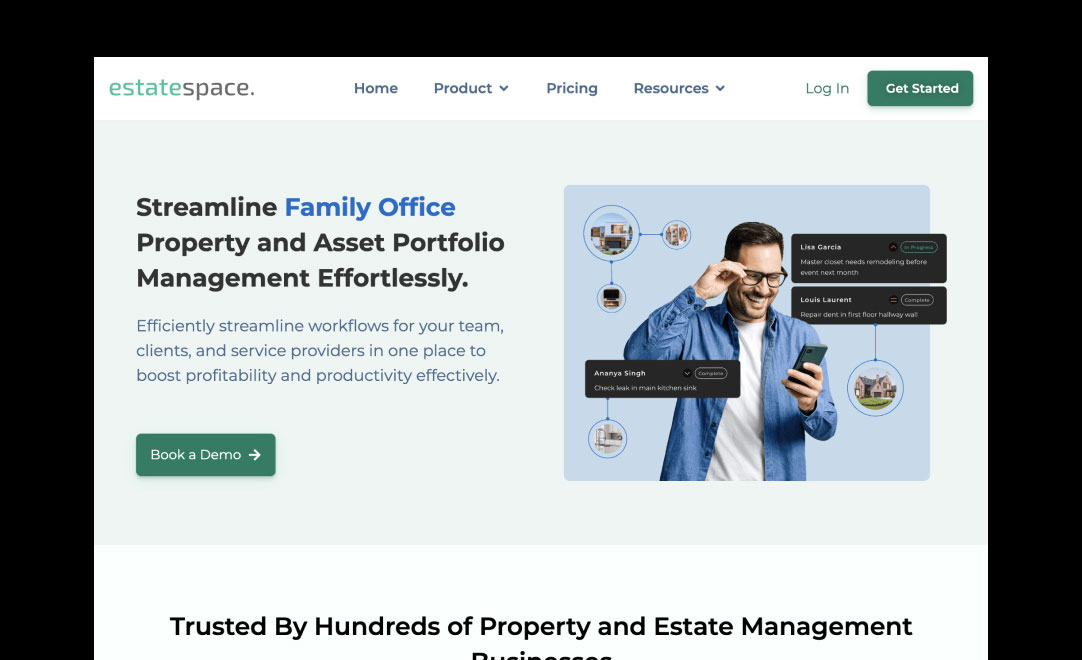 estatespace.
Home
Product
Pricing
Resources
Log In
Get Started
Streamline Family Office
Property and Asset Portfolio
Management Effortlessly.
Efficiently streamline workflows for your team,
clients, and service providers in one place to
boost profitability and productivity effectively.
Book a Demo
Lisa Garcia
In Progress
Master closet needs remodeling before
event next month
Louis Laurent
Complete
Repair dent in first floor hallway wall
Ananya Singh
Complete
Check leak in main kitchen sink
Trusted By Hundreds of Property and Estate Management
Businesses